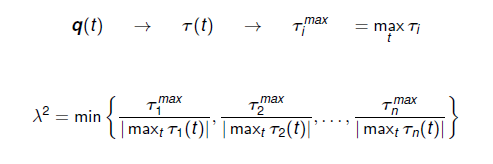 q(t) → τ(t) → τ_i^{max} = max_t τ_i
λ² = min { τ_1^{max} / |max_t τ_1(t)|, τ_2^{max} / |max_t τ_2(t)|, . . . , τ_n^{max} / |max_t τ_n(t)| }